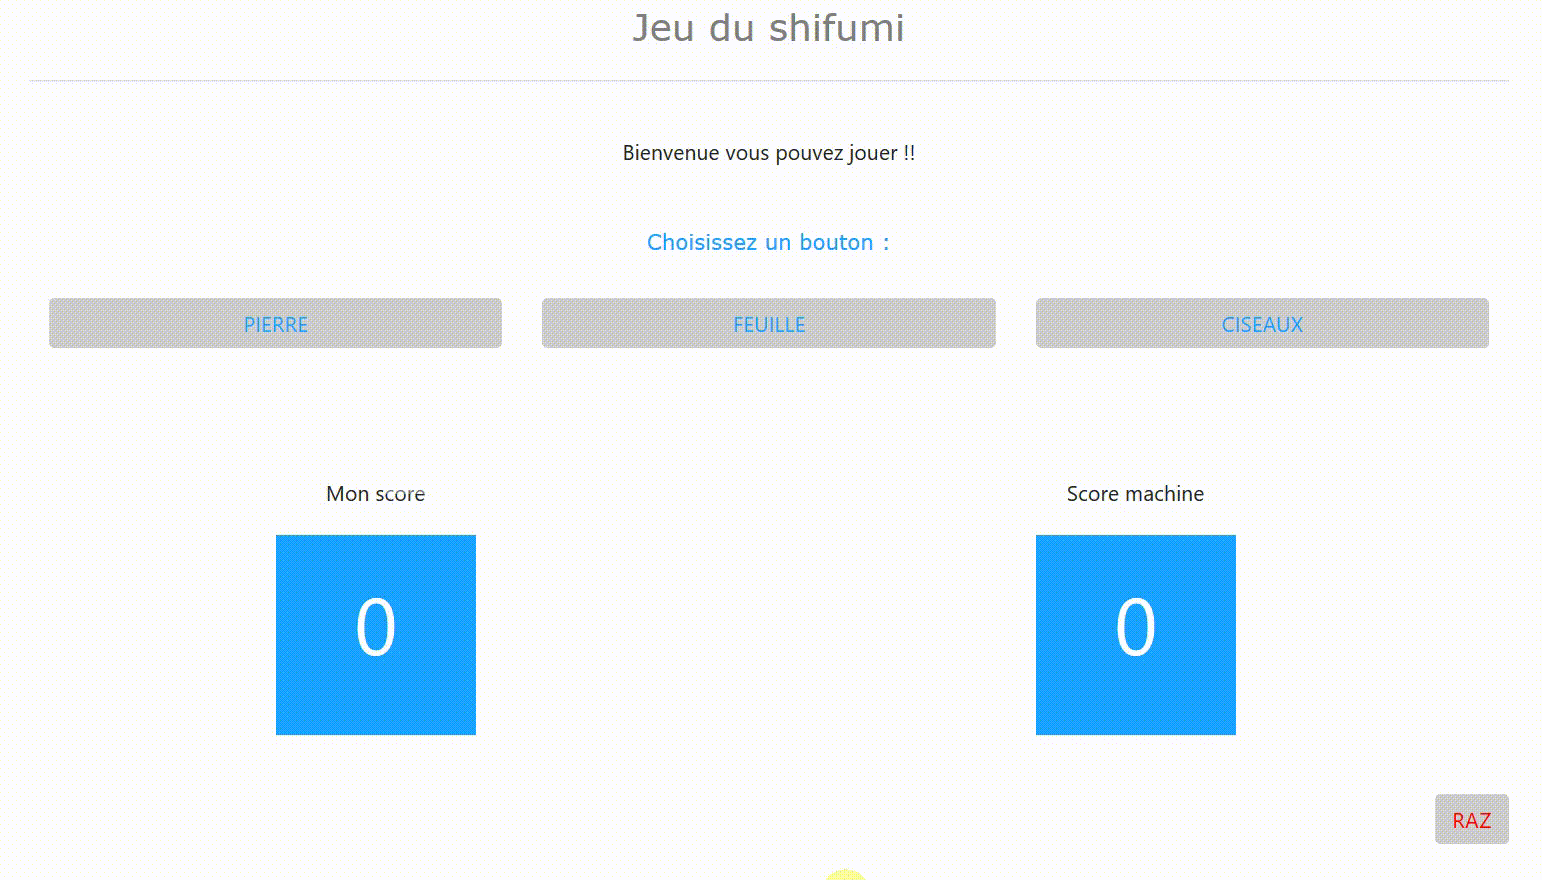 Jeu du shifumi
Bienvenue vous pouvez jouer !!
Choisissez un bouton :
PIERRE
FEUILLE
CISEAUX
Mon score
Score machine
0
0
RAZ